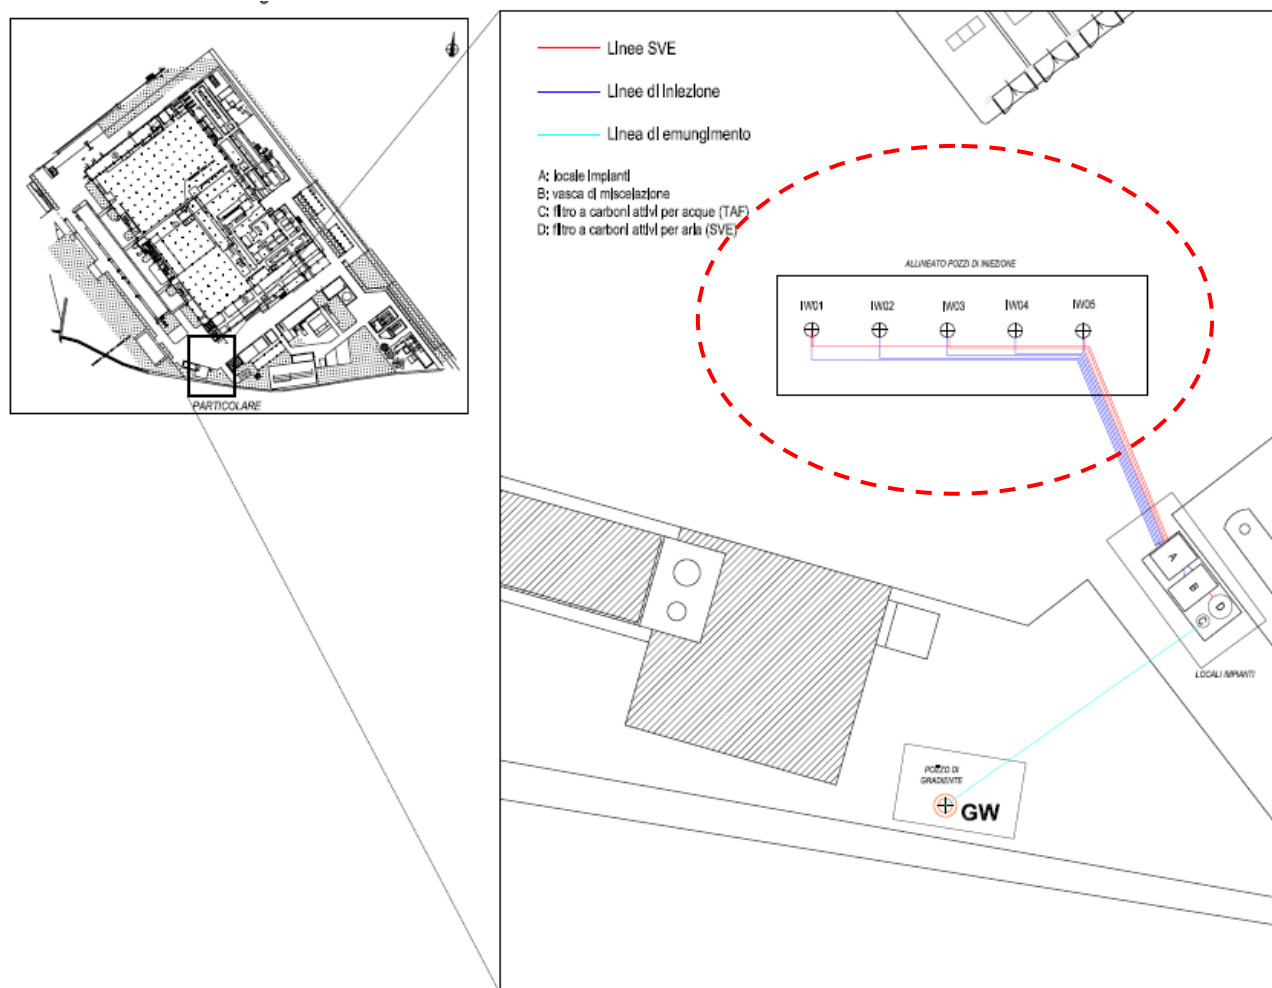 PARTICOLARE
Linee SVE
Linee di Iniezione
Linea di emungimento
A: locale Impianti
B: vasca di miscelazione
C: filtro a carboni attivi per acque (TAF)
D: filtro a carboni attivi per aria (SVE)
ALLINEATO POZZI DI INIEZIONE
IW01 IW02 IW03 IW04 IW05
A
B
D
C
LOCALI IMPIANTI
POZZO DI
GRADIENTE
GW